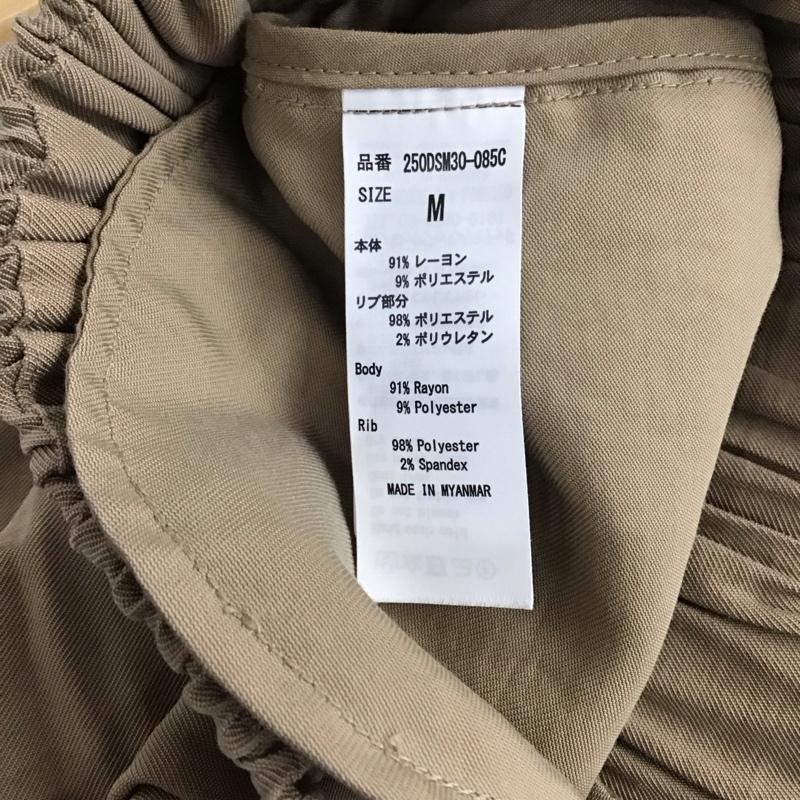 品番 250DSM30-085C
SIZE M
本体
91% レーヨン
9% ポリエステル
リブ部分
98% ポリエステル
2% ポリウレタン
Body
91% Rayon
9% Polyester
Rib
98% Polyester
2% Spandex
MADE IN MYANMAR